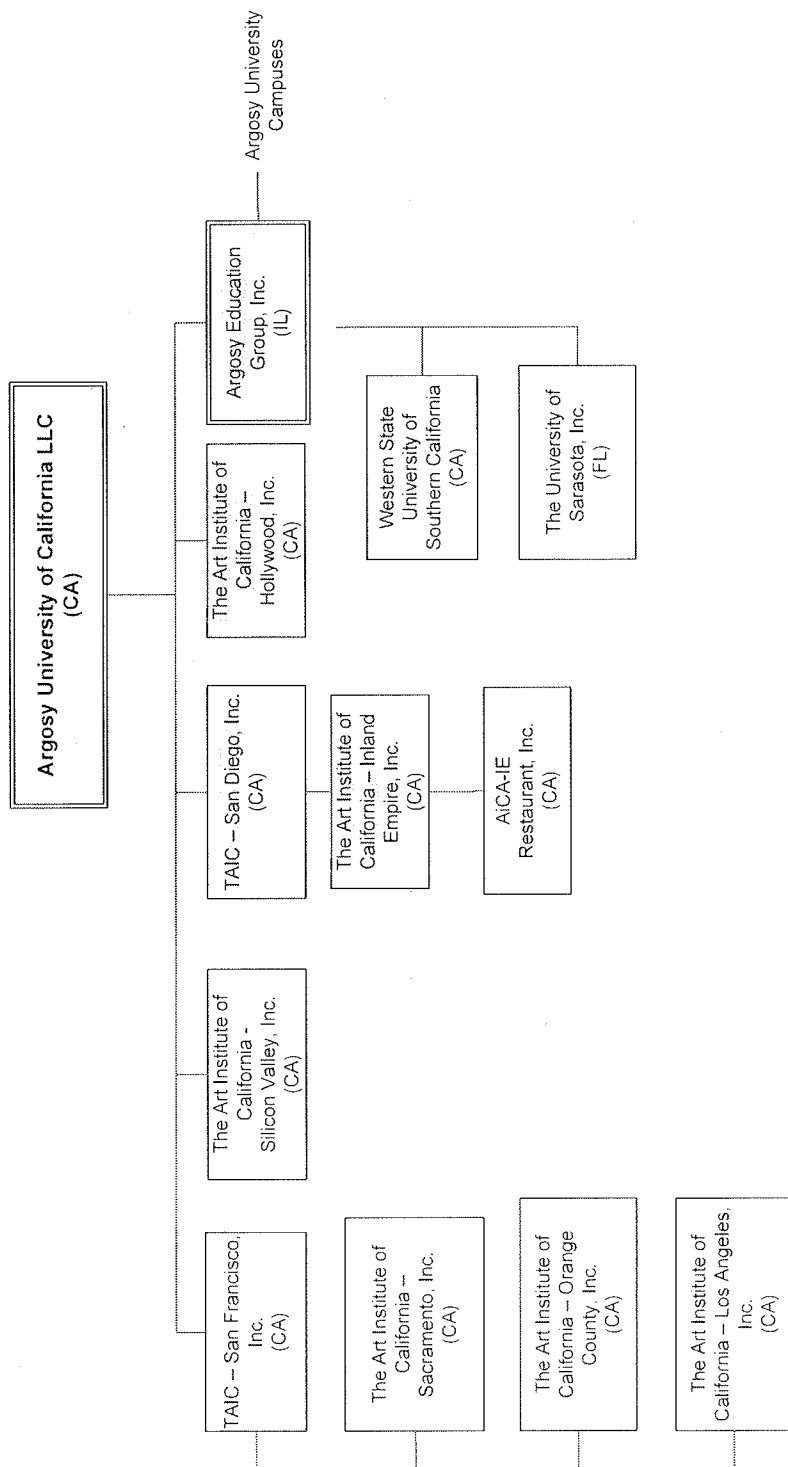 Argosy University of California LLC
(CA)
TAIC – San Francisco,
Inc.
(CA)
The Art Institute of
California –
Sacramento, Inc.
(CA)
The Art Institute of
California – Orange
County, Inc.
(CA)
The Art Institute of
California – Los Angeles,
Inc.
(CA)
The Art Institute of
California -
Silicon Valley, Inc.
(CA)
TAIC – San Diego, Inc.
(CA)
The Art Institute of
California – Inland
Empire, Inc.
(CA)
AiCA-IE
Restaurant, Inc.
(CA)
The Art Institute of
California –
Hollywood, Inc.
(CA)
Argosy Education
Group, Inc.
(IL)
Argosy University
Campuses
Western State
University of
Southern California
(CA)
The University of
Sarasota, Inc.
(FL)